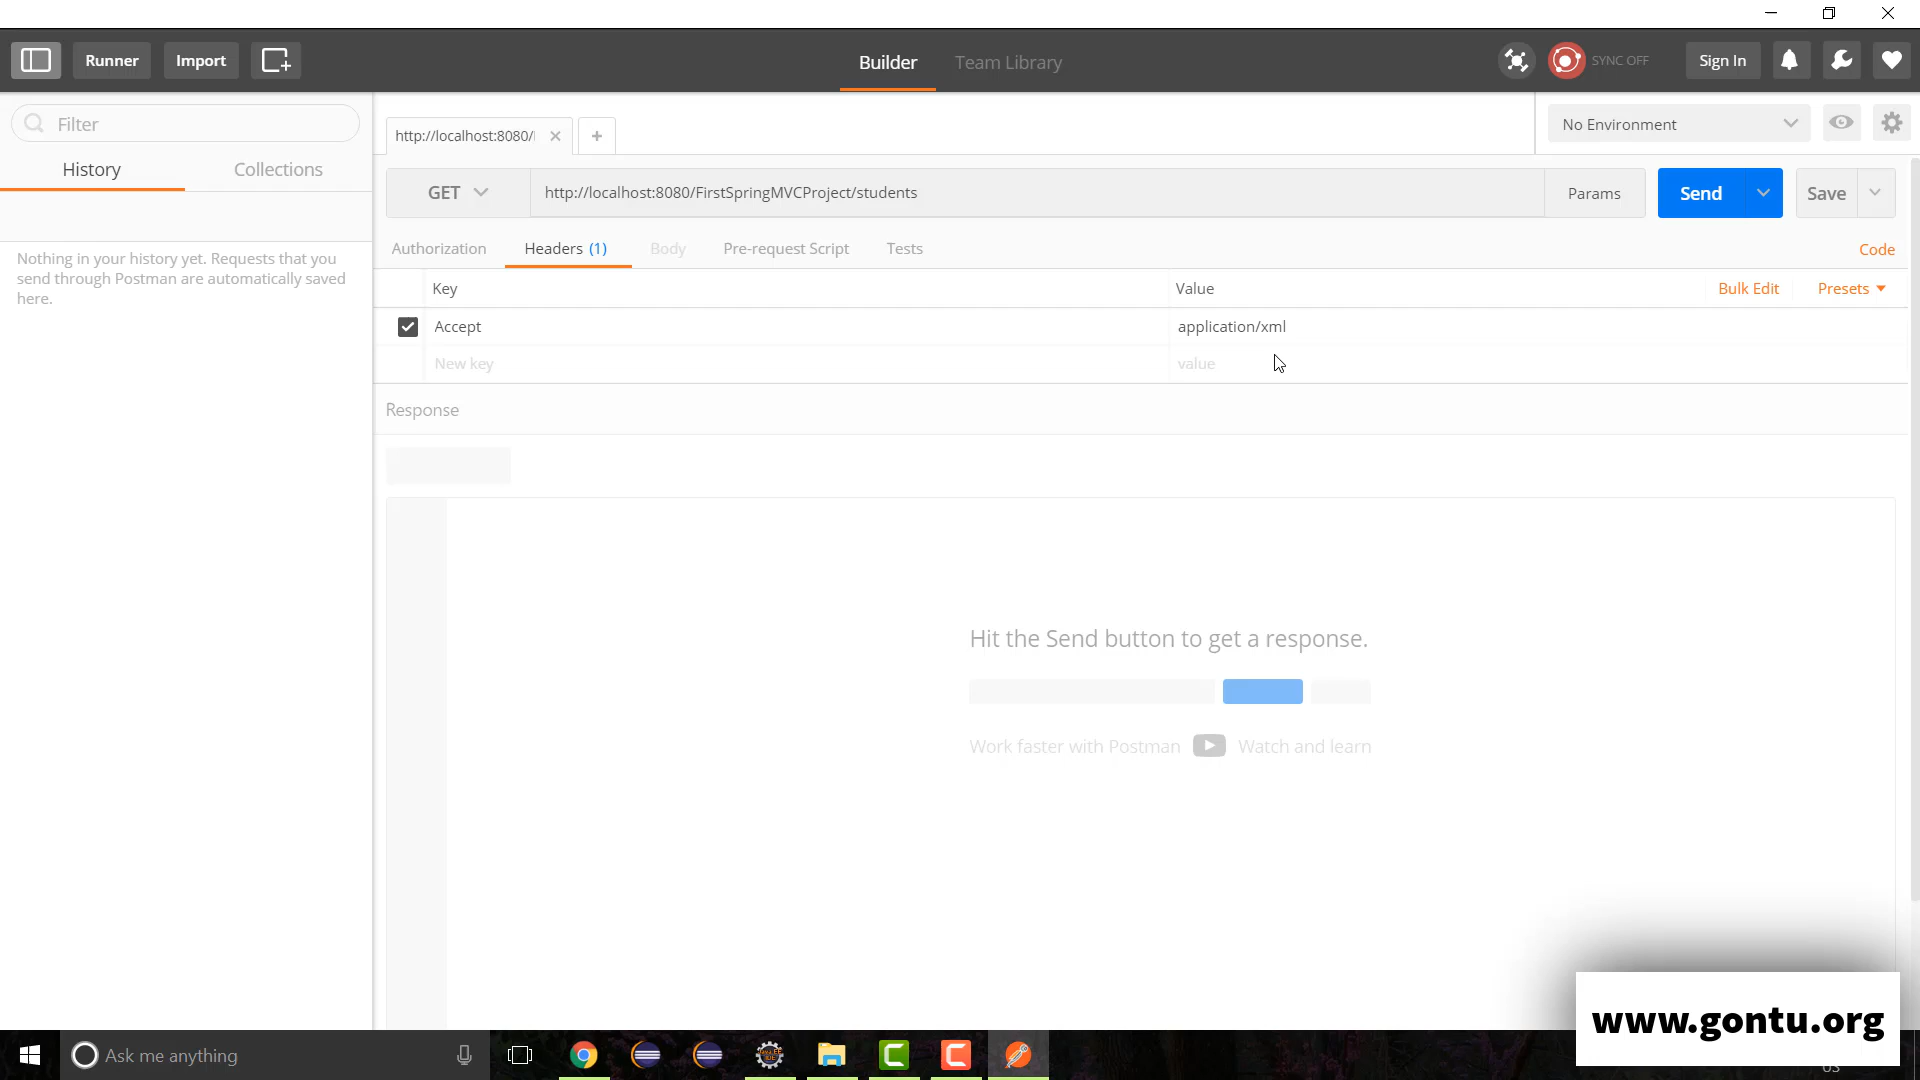 Runner
Import
Builder
Team Library
SYNC OFF
Sign In
Filter
History
Collections
Nothing in your history yet. Requests that you
send through Postman are automatically saved
here.
http://localhost:8080/
No Environment
GET
http://localhost:8080/FirstSpringMVCProject/students
Params
Send
Save
Authorization
Headers (1)
Body
Pre-request Script
Tests
Code
Key
Value
Bulk Edit
Presets
Accept
application/xml
New key
value
Response
Hit the Send button to get a response.
Work faster with Postman
Watch and learn
www.gontu.org
Ask me anything